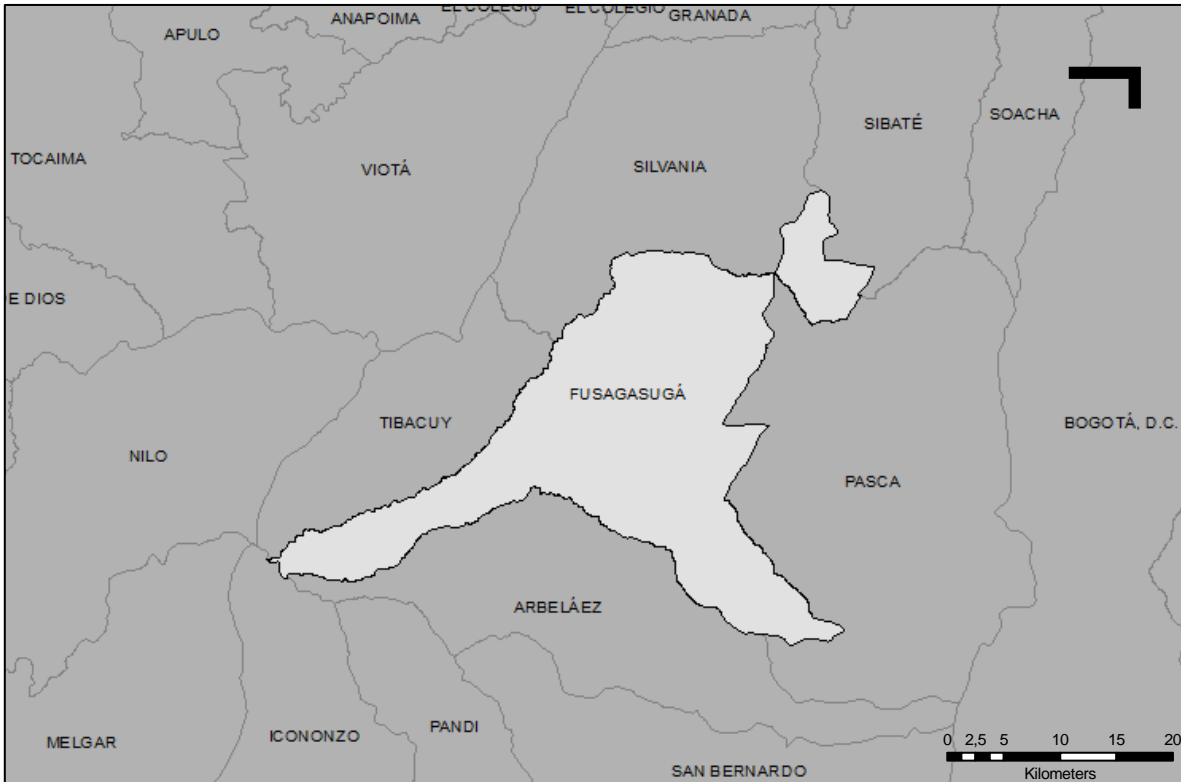 EL COLEGIO
EL COLEGIO
GRANADA
ANAPOIMA
APULO
SOACHA
SIBATÉ
TOCAIMA
VIOTÁ
SILVANIA
E DIOS
FUSAGASUGÁ
TIBACUY
BOGOTÁ, D.C.
NILO
PASCA
ARBELÁEZ
PANDI
ICONONZO
MELGAR
SAN BERNARDO
0 2,5 5 10 15 20
Kilometers